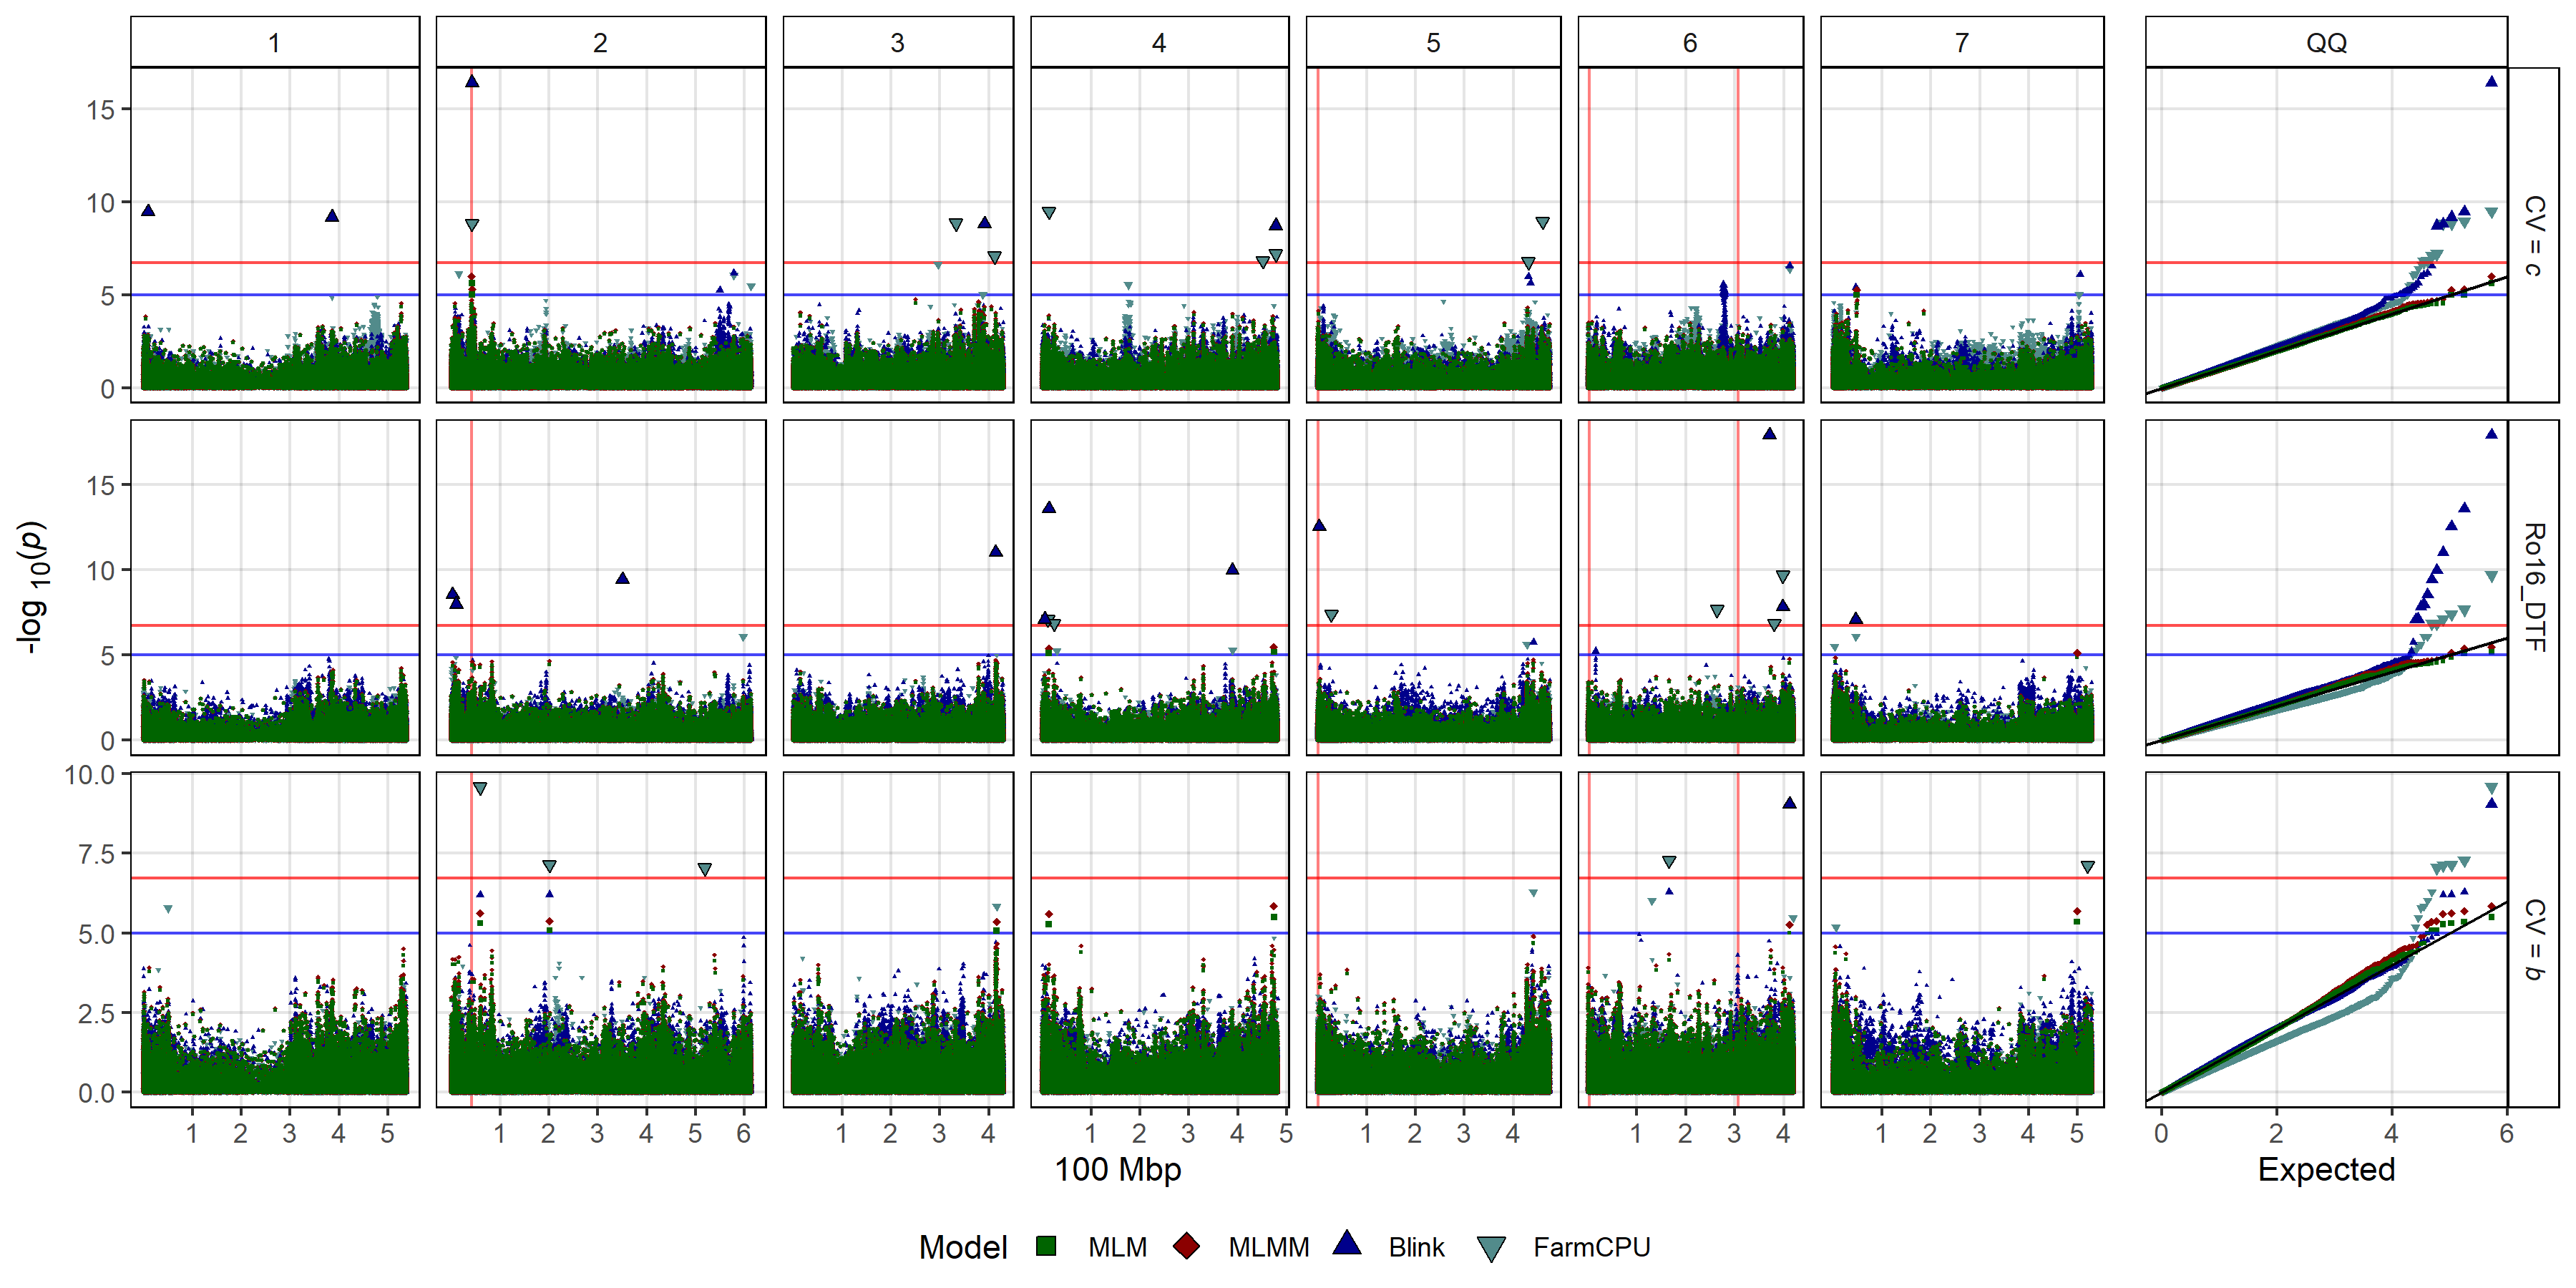 1 2 3 4 5 6 7 QQ
15
10
5
0
CV = c
15
10
5
0
Ro16_DTF
10.0
7.5
5.0
2.5
0.0
CV = b
-log 10(p)
1 2 3 4 5 1 2 3 4 5 6 1 2 3 4 1 2 3 4 5 1 2 3 4 1 2 3 4 1 2 3 4 5 0 2 4 6
100 Mbp Expected
Model MLM MLMM Blink FarmCPU